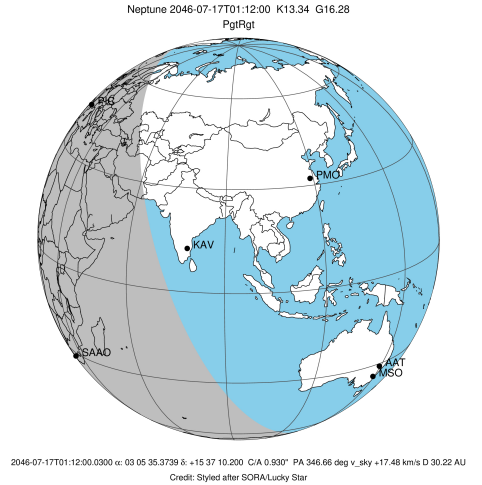 Neptune 2046-07-17T01:12:00 K13.34 G16.28
PgtRgt
PIC
PMO
KAV
SAAO
AAT
MSO
2046-07-17T01:12:00.0300 α: 03 05 35.3739 δ: +15 37 10.200 C/A 0.930" PA 346.66 deg v_sky +17.48 km/s D 30.22 AU
Credit: Styled after SORA/Lucky Star